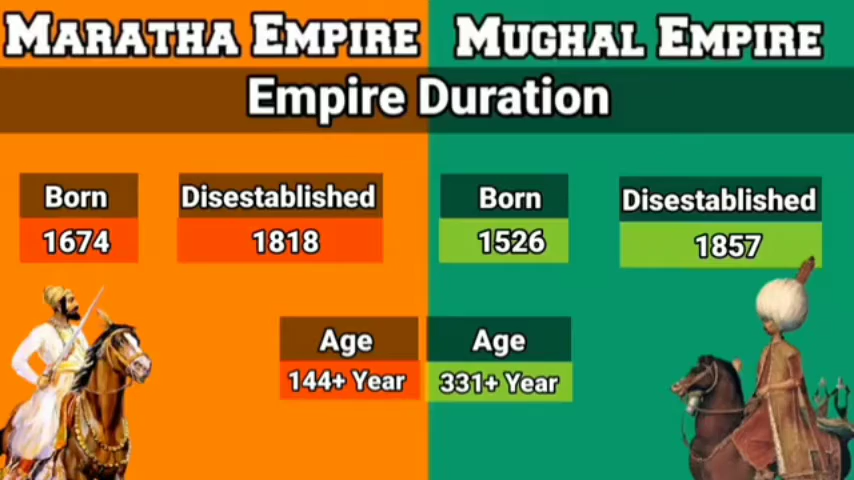 MARATHA EMPIRE
MUGHAL EMPIRE
Empire Duration
Born
1674
Disestablished
1818
Born
1526
Disestablished
1857
Age
144+ Year
Age
331+ Year